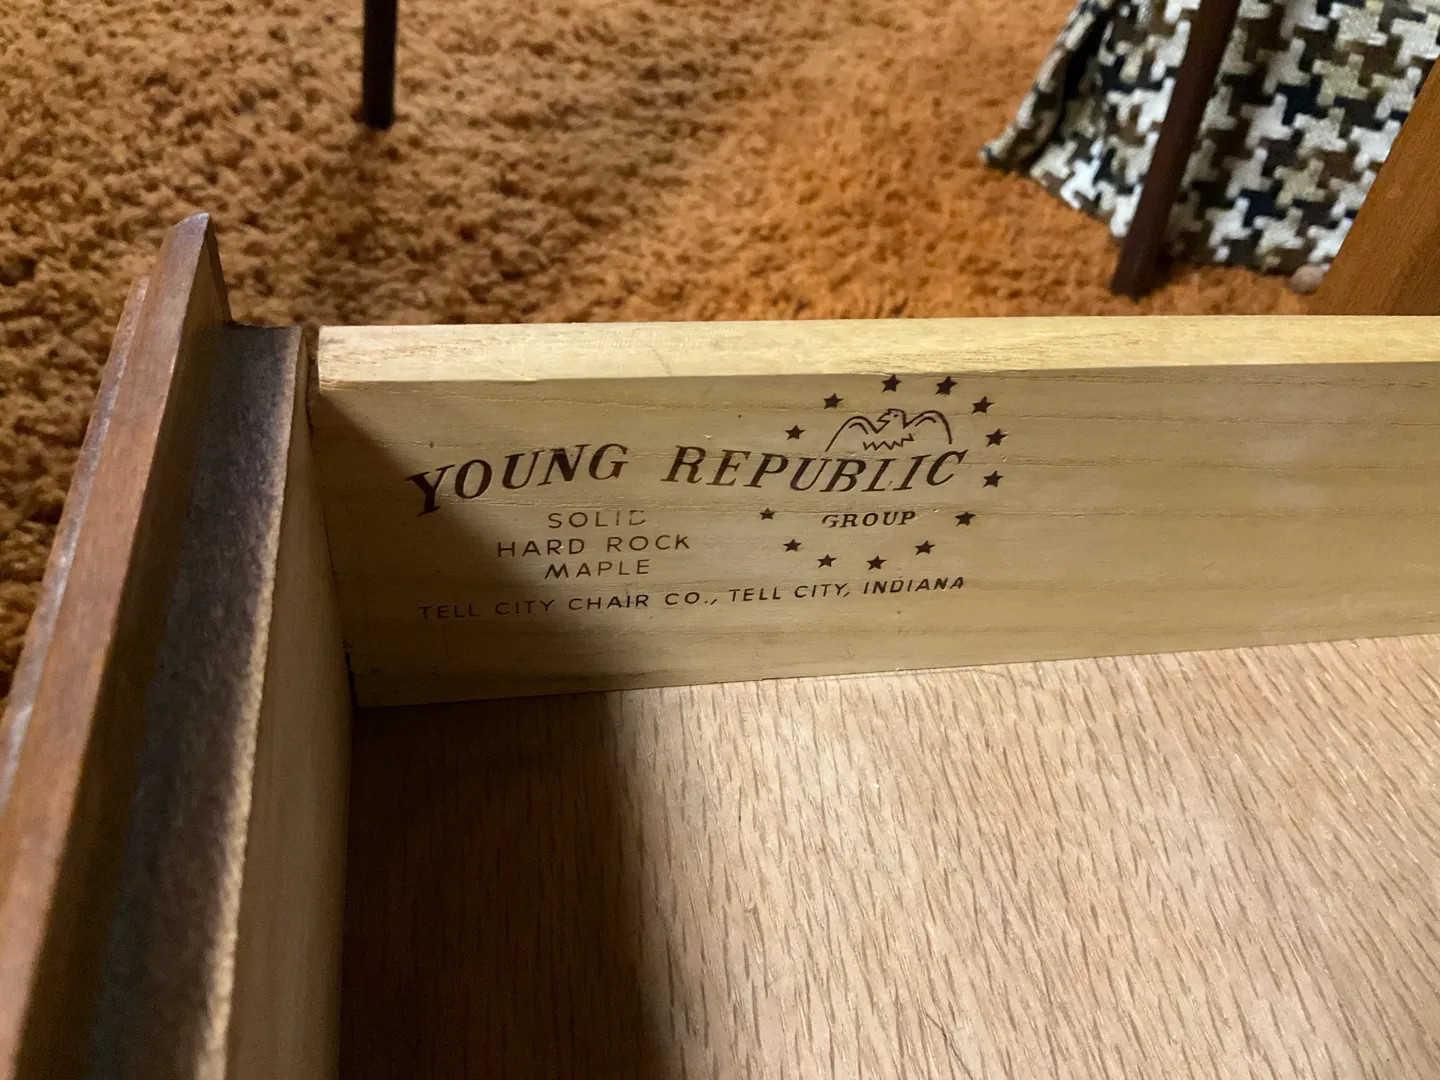 YOUNG REPUBLIC
GROUP
SOLID
HARD ROCK
MAPLE
TELL CITY CHAIR CO., TELL CITY, INDIANA